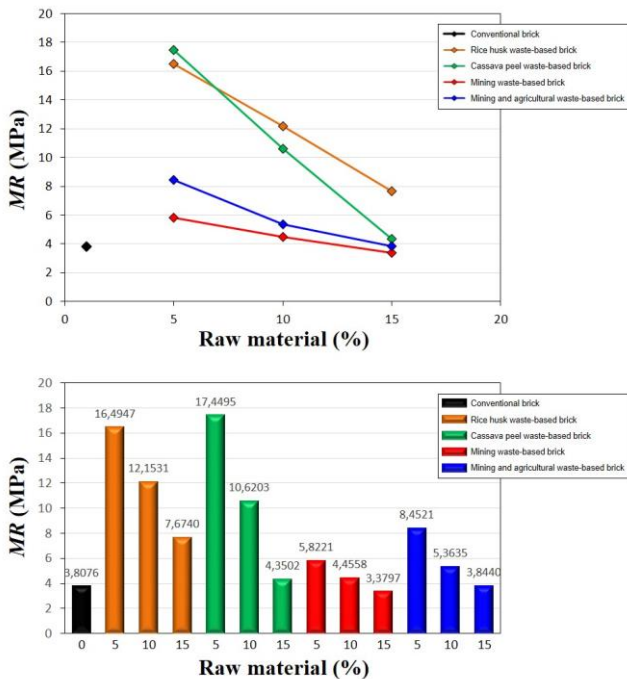 20
18
16
14
12
10
8
6
4
2
0
MR (MPa)
Conventional brick
Rice husk waste-based brick
Cassava peel waste-based brick
Mining waste-based brick
Mining and agricultural waste-based brick
0 5 10 15 20
Raw material (%)
20
18
16
14
12
10
8
6
4
2
0
MR (MPa)
Conventional brick
Rice husk waste-based brick
Cassava peel waste-based brick
Mining waste-based brick
Mining and agricultural waste-based brick
3,8076
16,4947
12,1531
7,6740
17,4495
10,6203
4,3502
5,8221
4,4558
3,3797
8,4521
5,3635
3,8440
0 5 10 15 5 10 15 5 10 15 5 10 15
Raw material (%)